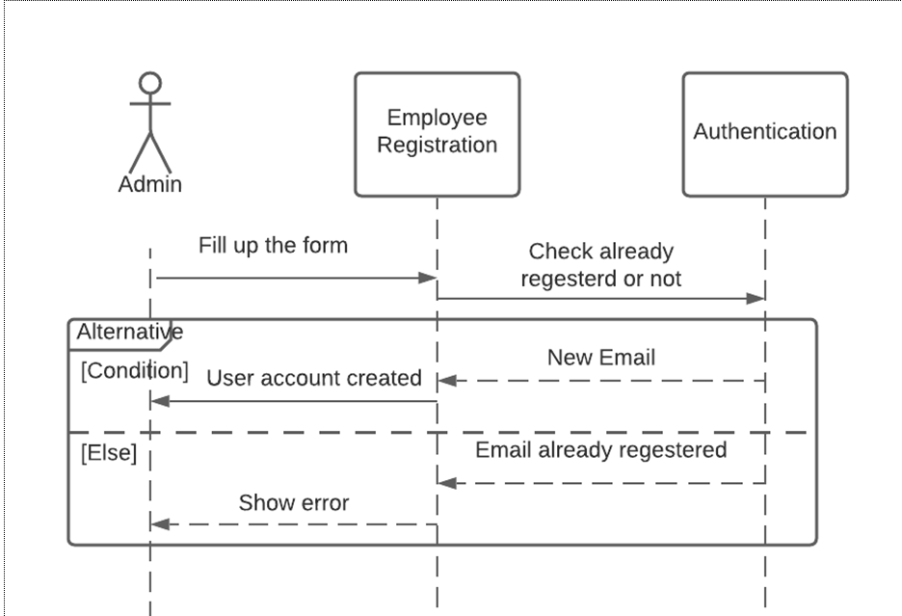 Employee
Registration
Authentication
Admin
Fill up the form
Check already
regesterd or not
Alternative
[Condition]
New Email
User account created
[Else]
Email already regestered
Show error